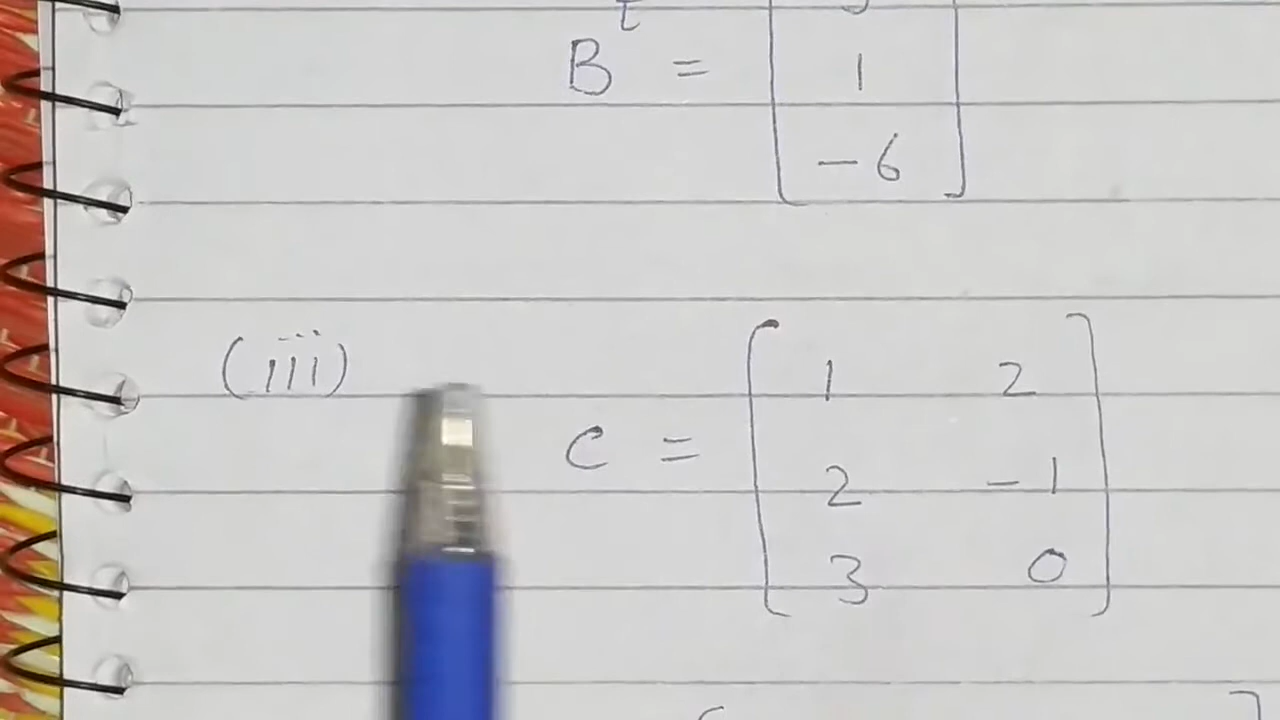 B^t = [ 1
-6 ]
(iii)
C = [ 1 2
2 -1
3 0 ]